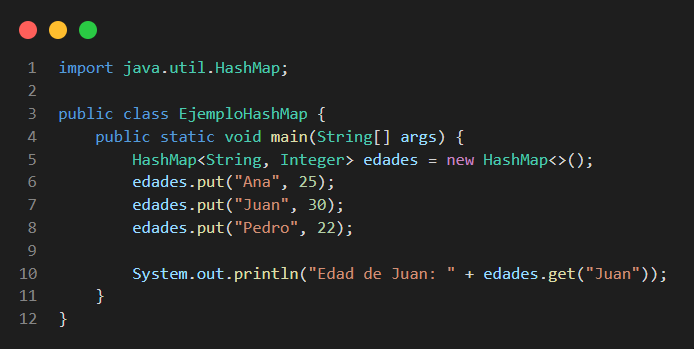 1 import java.util.HashMap;
2
3 public class EjemploHashMap {
4     public static void main(String[] args) {
5         HashMap<String, Integer> edades = new HashMap<>();
6         edades.put("Ana", 25);
7         edades.put("Juan", 30);
8         edades.put("Pedro", 22);
9
10         System.out.println("Edad de Juan: " + edades.get("Juan"));
11     }
12 }